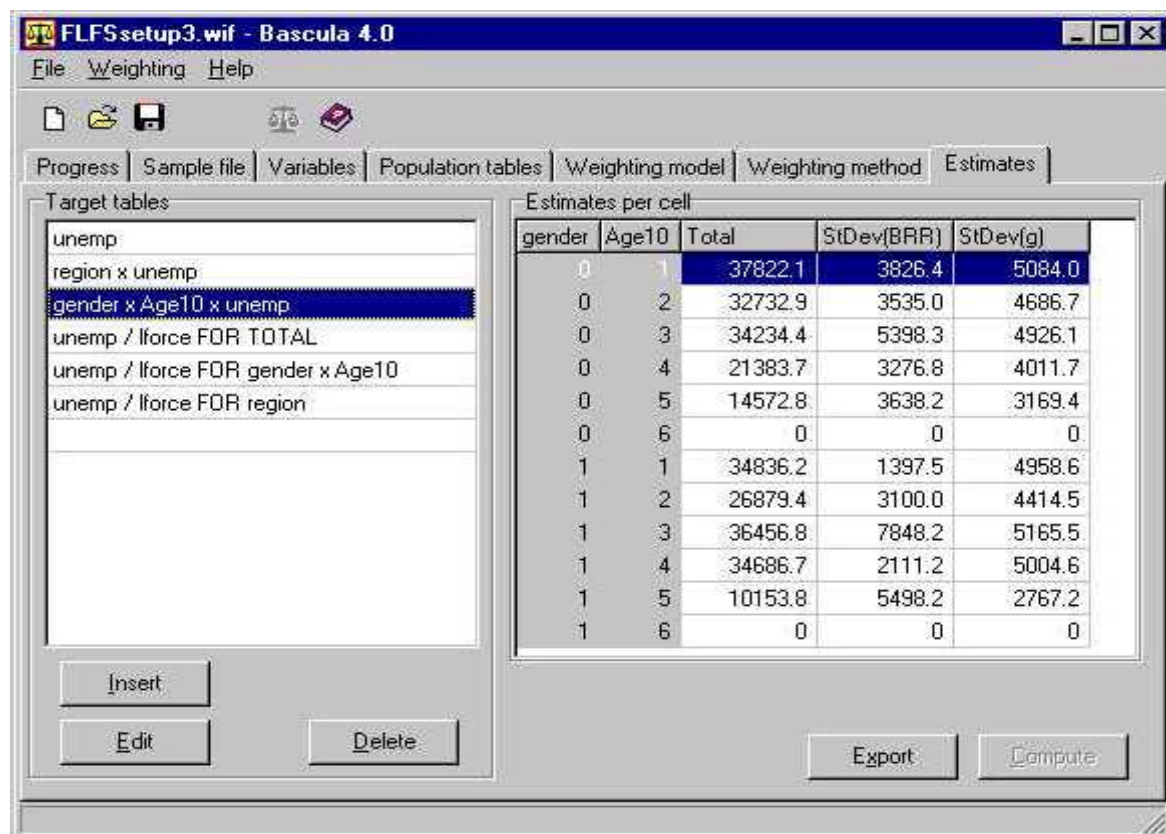 FLFSsetup3.wif - Bascula 4.0
File Weighting Help
Progress Sample file Variables Population tables Weighting model Weighting method Estimates
Target tables
unemp
region x unemp
gender x Age10 x unemp
unemp / lforce FOR TOTAL
unemp / lforce FOR gender x Age10
unemp / lforce FOR region
Insert
Edit Delete
Estimates per cell
gender Age10 Total StDev(BRR) StDev(g)
0 1 37822.1 3826.4 5084.0
0 2 32732.9 3535.0 4686.7
0 3 34234.4 5398.3 4926.1
0 4 21383.7 3276.8 4011.7
0 5 14572.8 3638.2 3169.4
0 6 0 0 0
1 1 34836.2 1397.5 4958.6
1 2 26879.4 3100.0 4414.5
1 3 36456.8 7848.2 5165.5
1 4 34686.7 2111.2 5004.6
1 5 10153.8 5498.2 2767.2
1 6 0 0 0
Export Compute